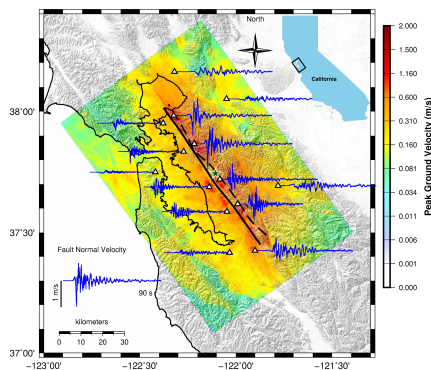 North
California
38°00'
37°30'
37°00'
−123°00'
−122°30'
−122°00'
−121°30'
Fault Normal Velocity
1 m/s
90 s
kilometers
0 10 20 30
2.000
1.500
1.160
0.600
0.310
0.160
0.080
0.034
0.011
0.006
0.001
0.000
Peak Ground Velocity (m/s)